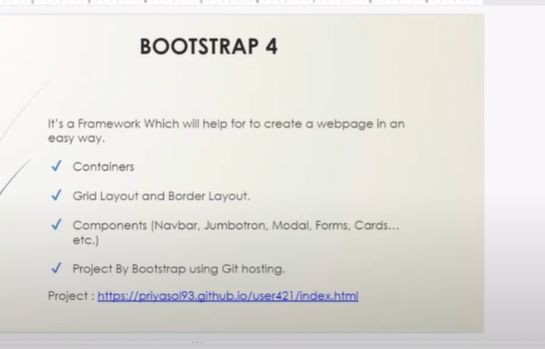 BOOTSTRAP 4
It's a Framework Which will help for to create a webpage in an
easy way.
✓ Containers
✓ Grid Layout and Border Layout.
✓ Components (Navbar, Jumbotron, Modal, Forms, Cards...
etc.)
✓ Project By Bootstrap using Git hosting.
Project : https://priyasol93.github.io/user421/index.html